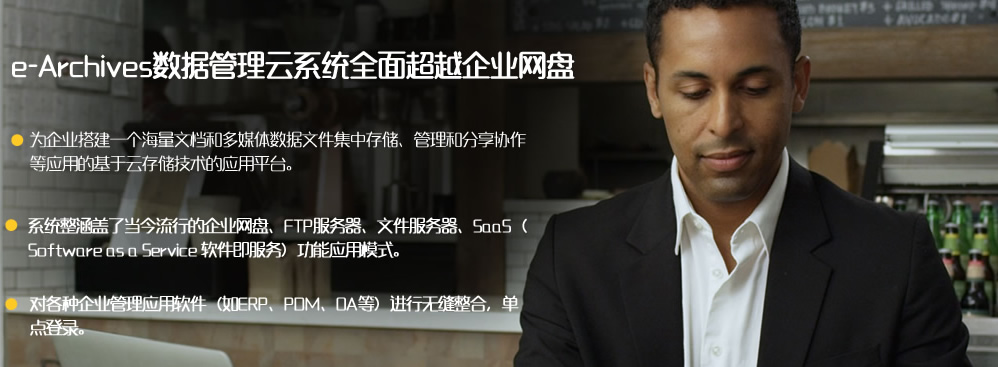 e-Archives数据管理云系统全面超越企业网盘
为企业搭建一个海量文档和多媒体数据文件集中存储、管理和分享协作
等应用的基于云存储技术的应用平台。
系统整涵盖了当今流行的企业网盘、FTP服务器、文件服务器、SaaS（
Software as a Service 软件即服务）功能应用模式。
对各种企业管理应用软件（如ERP、PDM、OA等）进行无缝整合，单
点登录。